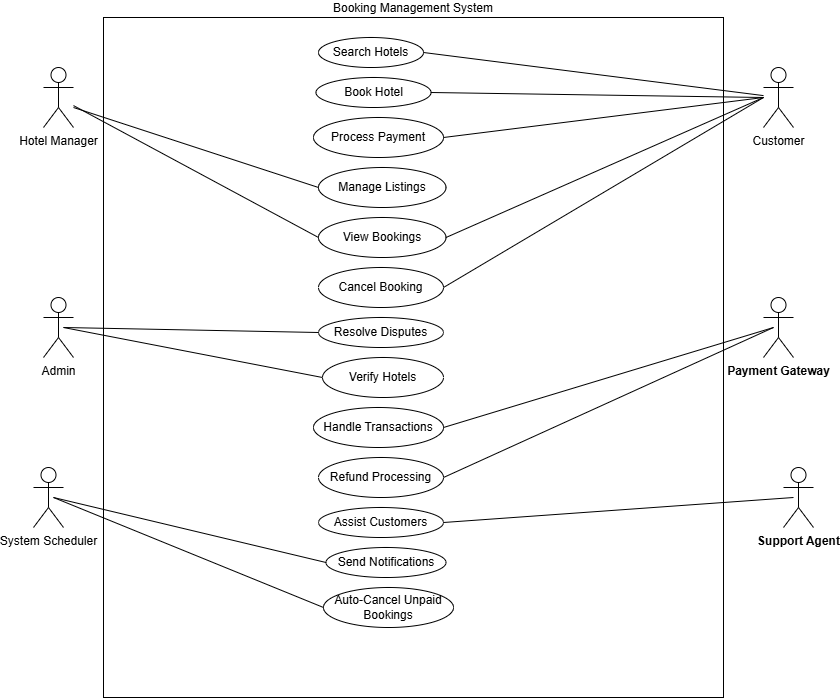 Booking Management System
Search Hotels
Book Hotel
Process Payment
Hotel Manager
Customer
Manage Listings
View Bookings
Cancel Booking
Resolve Disputes
Admin
Payment Gateway
Verify Hotels
Handle Transactions
Refund Processing
Assist Customers
System Scheduler
Support Agent
Send Notifications
Auto-Cancel Unpaid
Bookings